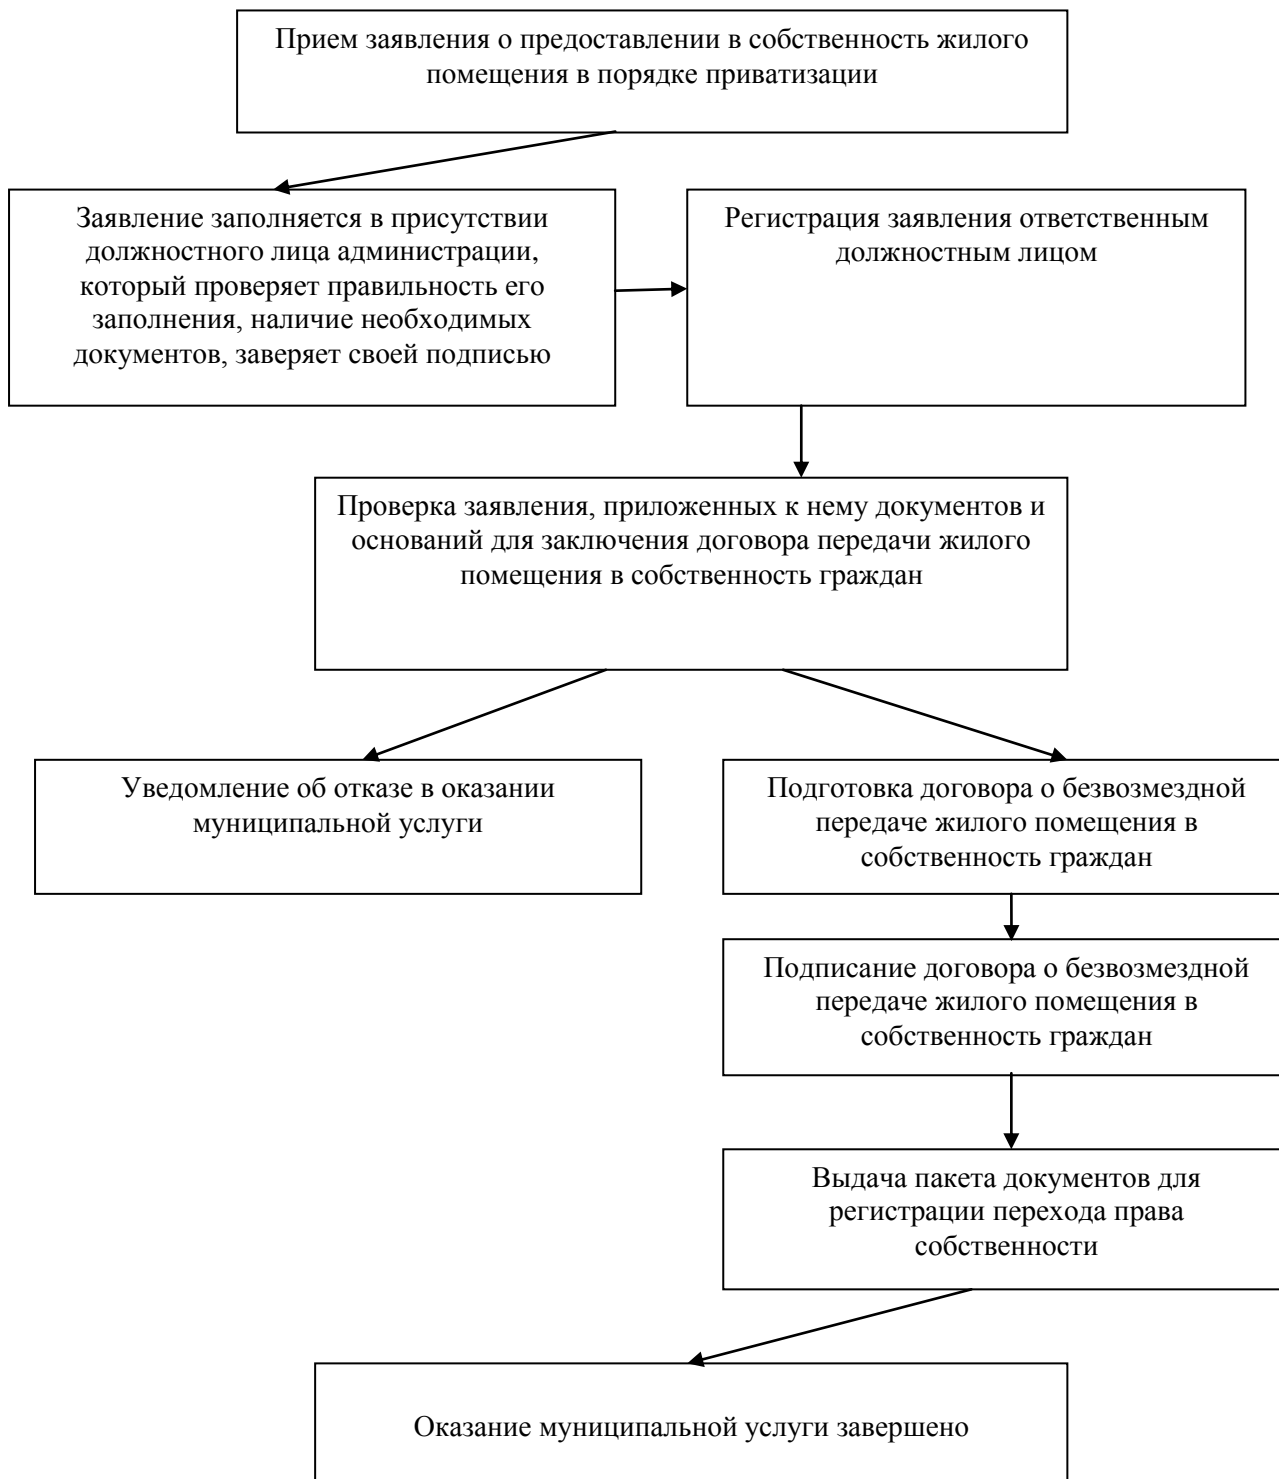 Прием заявления о предоставлении в собственность жилого
помещения в порядке приватизации
Заявление заполняется в присутствии
должностного лица администрации,
который проверяет правильность его
заполнения, наличие необходимых
документов, заверяет своей подписью
Регистрация заявления ответственным
должностным лицом
Проверка заявления, приложенных к нему документов и
оснований для заключения договора передачи жилого
помещения в собственность граждан
Уведомление об отказе в оказании
муниципальной услуги
Подготовка договора о безвозмездной
передаче жилого помещения в
собственность граждан
Подписание договора о безвозмездной
передаче жилого помещения в
собственность граждан
Выдача пакета документов для
регистрации перехода права
собственности
Оказание муниципальной услуги завершено